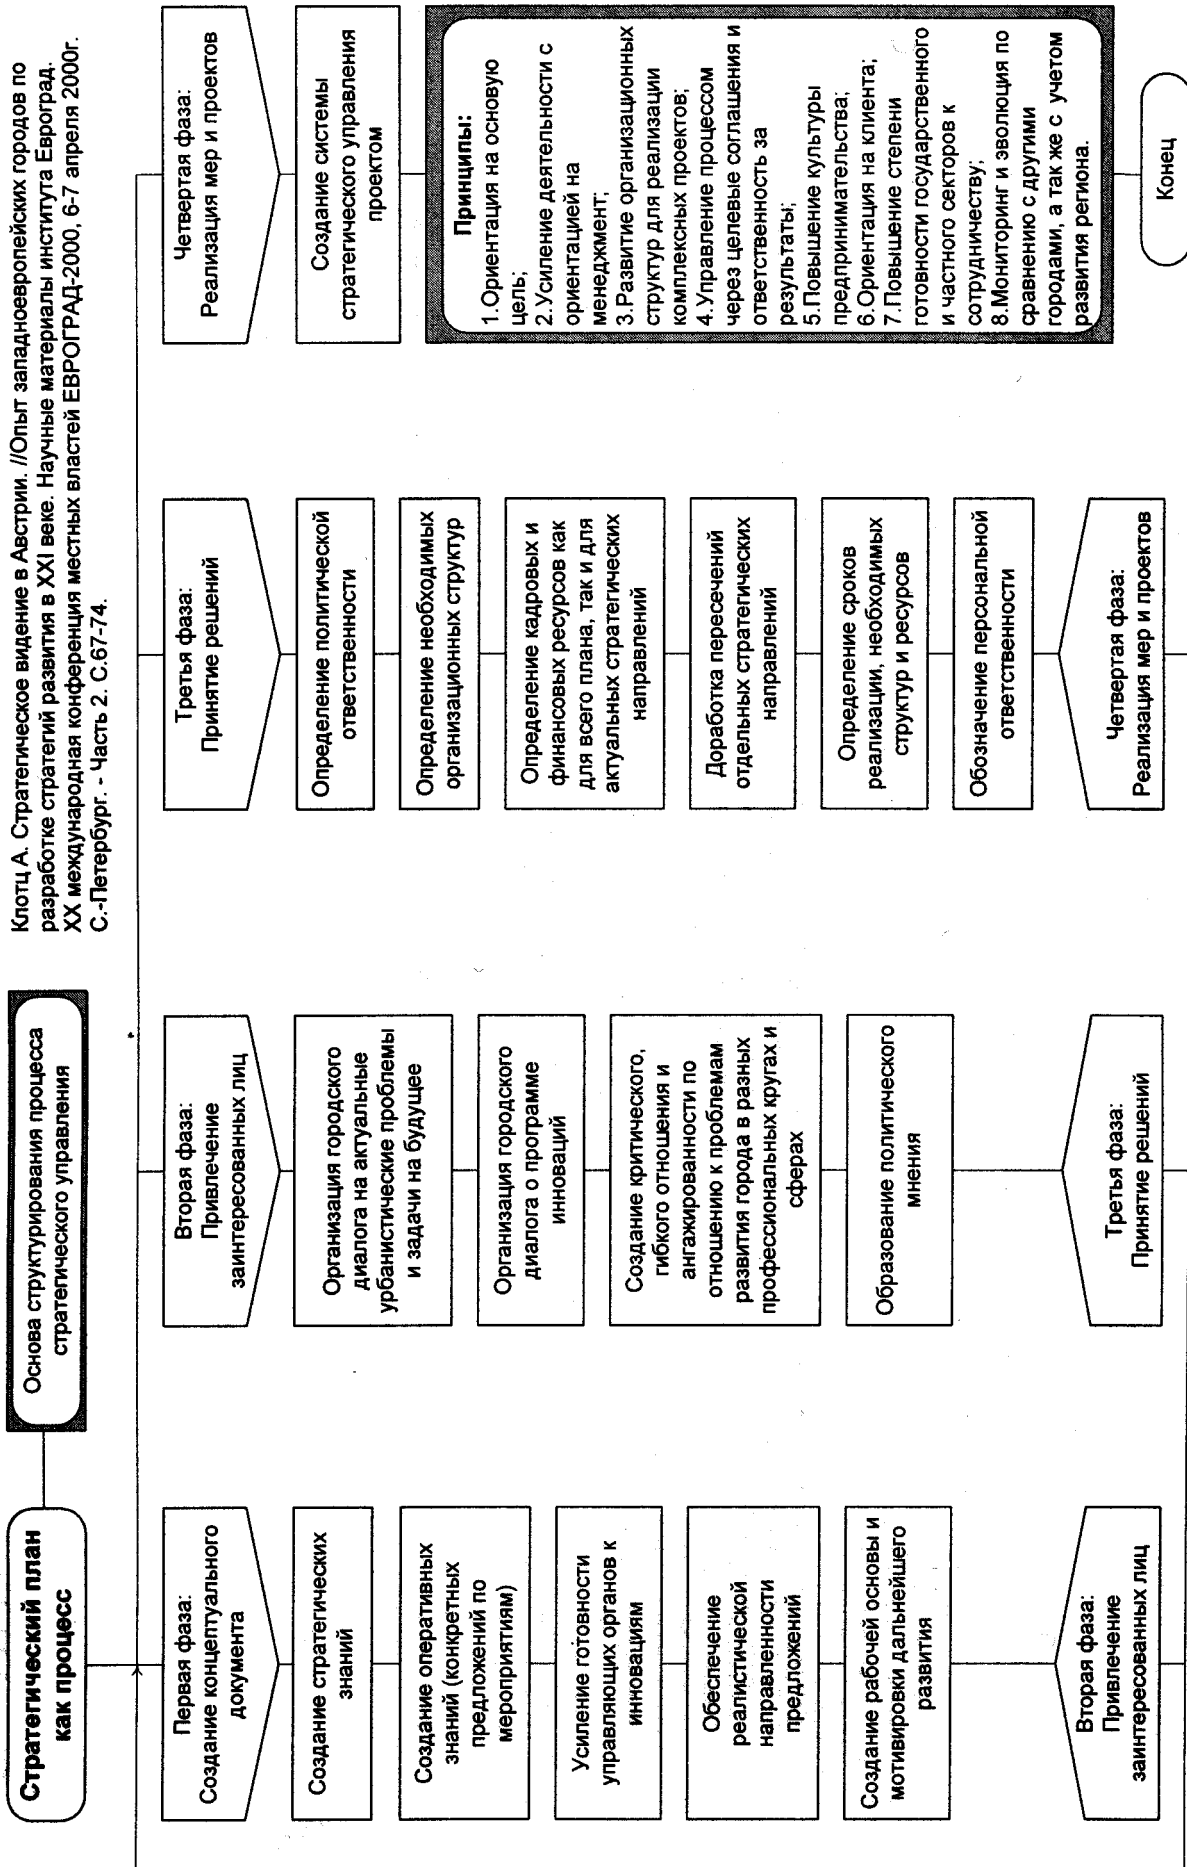 Стратегический план
как процесс
Основа структурирования процесса
стратегического управления
Клотц А. Стратегическое видение в Австрии. //Опыт западноевропейских городов по
разработке стратегий развития в XXI веке. Научные материалы института Евроград.
XX международная конференция местных властей ЕВРОГРАД-2000, 6-7 апреля 2000г.
С.-Петербург. - Часть 2. С.67-74.
Первая фаза:
Создание концептуального
документа
Создание стратегических
знаний
Создание оперативных
знаний (конкретных
предложений по
мероприятиям)
Усиление готовности
управляющих органов к
инновациям
Обеспечение
реалистической
направленности
предложений
Создание рабочей основы и
мотивировки дальнейшего
развития
Вторая фаза:
Привлечение
заинтересованных лиц
Вторая фаза:
Привлечение
заинтересованных лиц
Организация городского
диалога на актуальные
урбанистические проблемы
и задачи на будущее
Организация городского
диалога о программе
инноваций
Создание критического,
гибкого отношения и
ангажированности по
отношению к проблемам
развития города в разных
профессиональных кругах и
сферах
Образование политического
мнения
Третья фаза:
Принятие решений
Третья фаза:
Принятие решений
Определение политической
ответственности
Определение необходимых
организационных структур
Определение кадровых и
финансовых ресурсов как
для всего плана, так и для
актуальных стратегических
направлений
Доработка пересечений
отдельных стратегических
направлений
Определение сроков
реализации, необходимых
структур и ресурсов
Обозначение персональной
ответственности
Четвертая фаза:
Реализация мер и проектов
Четвертая фаза:
Реализация мер и проектов
Создание системы
стратегического управления
проектом
Принципы:
1.Ориентация на основую
цель;
2.Усиление деятельности с
ориентацией на
менеджмент;
3.Развитие организационных
структур для реализации
комплексных проектов;
4.Управление процессом
через целевые соглашения и
ответственность за
результаты;
5.Повышение культуры
предпринимательства;
6.Ориентация на клиента;
7.Повышение степени
готовности государственного
и частного секторов к
сотрудничеству;
8.Мониторинг и эволюция по
сравнению с другими
городами, а так же с учетом
развития региона.
Конец